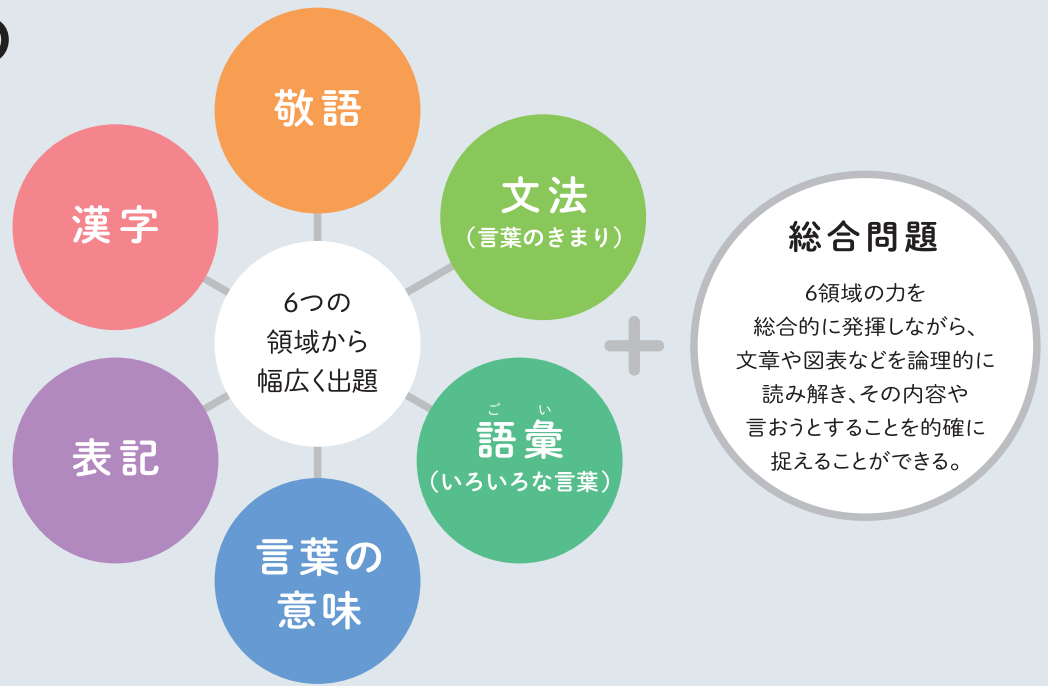 敬語
文法
（言葉のきまり）
語彙
ごい
（いろいろな言葉）
言葉の
意味
表記
漢字
6つの
領域から
幅広く出題
+
総合問題
6領域の力を
総合的に発揮しながら、
文章や図表などを論理的に
読み解き、その内容や
言おうとすることを的確に
捉えることができる。